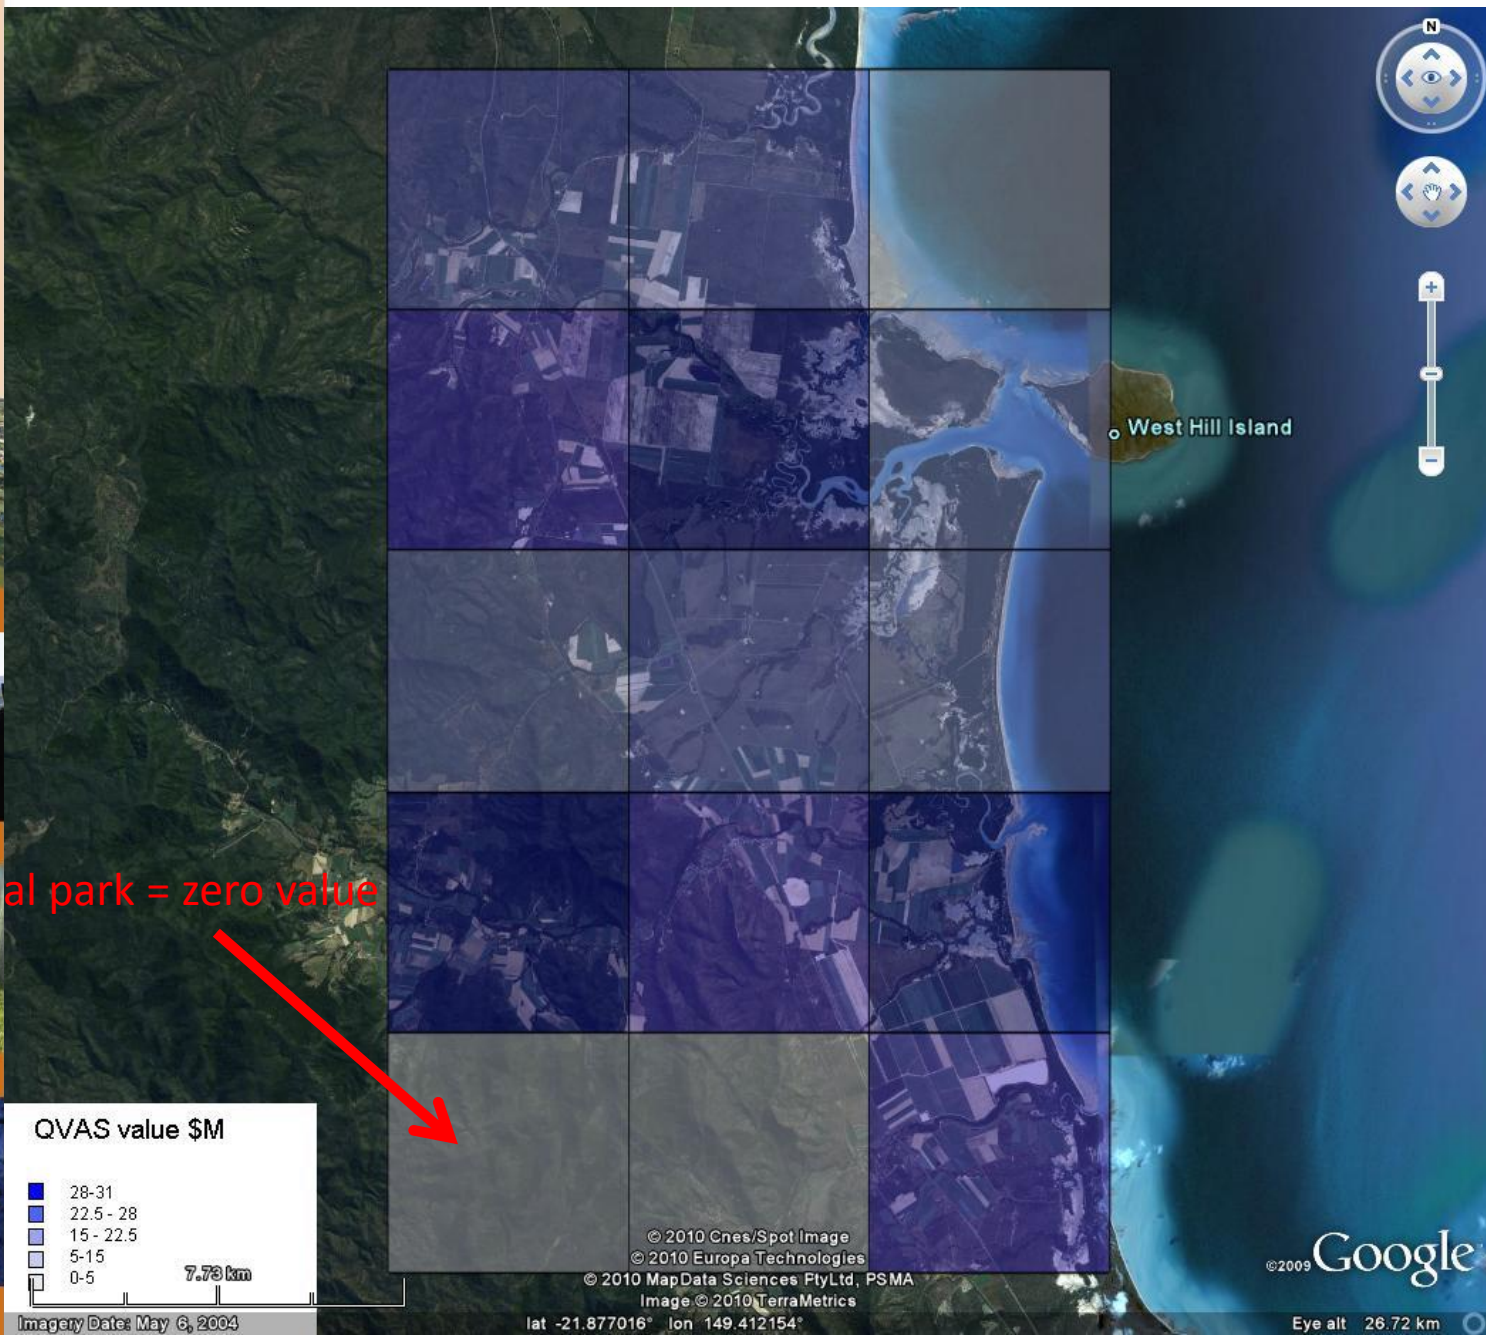 N
West Hill Island
al park = zero value
QVAS value $M
28-31
22.5 - 28
15 - 22.5
5-15
0-5
7.73 km
© 2010 Cnes/Spot Image
© 2010 Europa Technologies
© 2010 MapData Sciences PtyLtd, PSMA
Image © 2010 TerraMetrics
©2009 Google
Imagery Date: May 6, 2004
lat -21.877016° lon 149.412154°
Eye alt 26.72 km